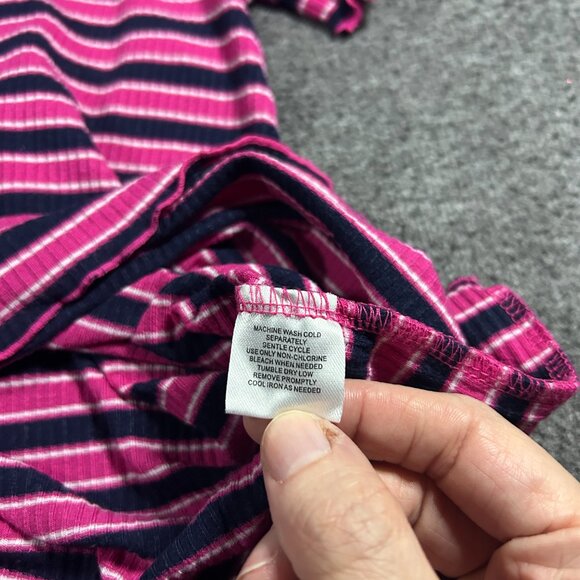 MACHINE WASH COLD
SEPARATELY
GENTLE CYCLE
USE ONLY NON-CHLORINE
BLEACH WHEN NEEDED
TUMBLE DRY LOW
REMOVE PROMPTLY
COOL IRON AS NEEDED